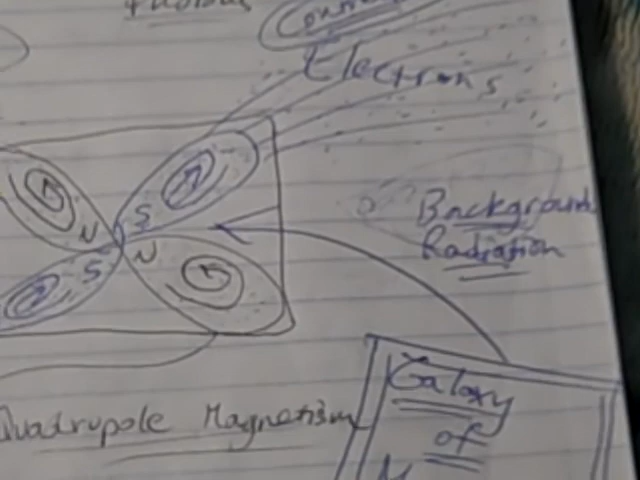 Electrons
S
N
S
N
Background
Radiation
Quadrupole Magnetism
Galaxy
of